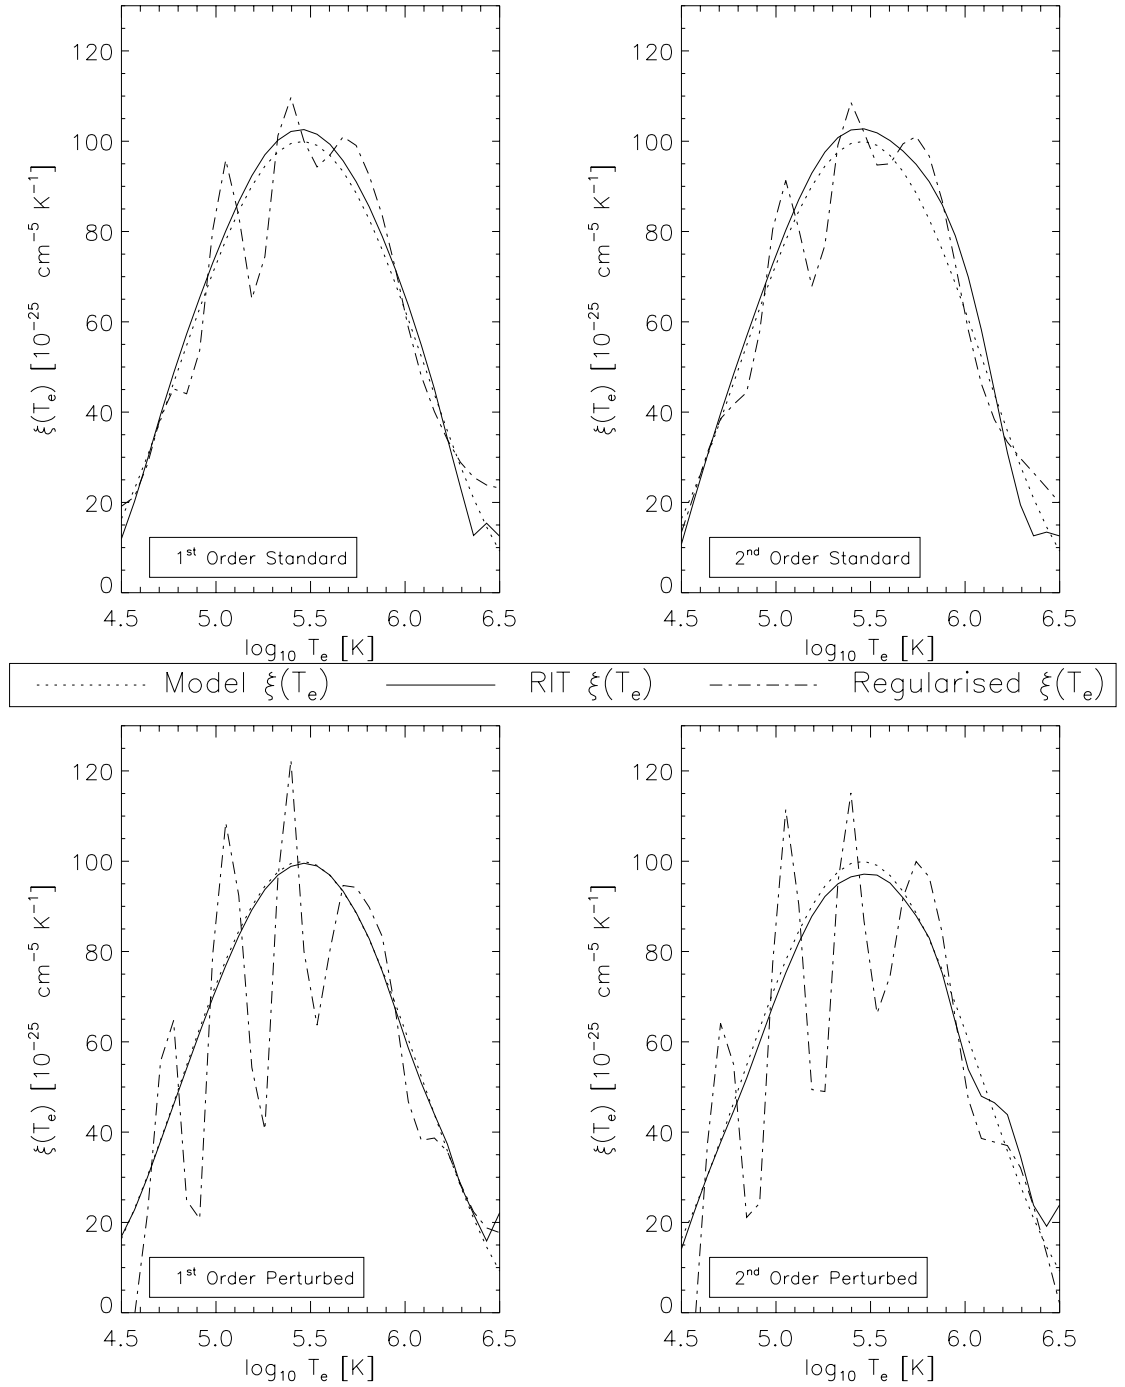 120
100
80
60
40
20
0
ξ(Tₑ) [10⁻²⁵ cm⁻⁵ K⁻¹]
1ˢᵗ Order Standard
4.5 5.0 5.5 6.0 6.5
log₁₀ Tₑ [K]
120
100
80
60
40
20
0
ξ(Tₑ) [10⁻²⁵ cm⁻⁵ K⁻¹]
2ⁿᵈ Order Standard
4.5 5.0 5.5 6.0 6.5
log₁₀ Tₑ [K]
Model ξ(Tₑ) RIT ξ(Tₑ) Regularised ξ(Tₑ)
120
100
80
60
40
20
0
ξ(Tₑ) [10⁻²⁵ cm⁻⁵ K⁻¹]
1ˢᵗ Order Perturbed
4.5 5.0 5.5 6.0 6.5
log₁₀ Tₑ [K]
120
100
80
60
40
20
0
ξ(Tₑ) [10⁻²⁵ cm⁻⁵ K⁻¹]
2ⁿᵈ Order Perturbed
4.5 5.0 5.5 6.0 6.5
log₁₀ Tₑ [K]